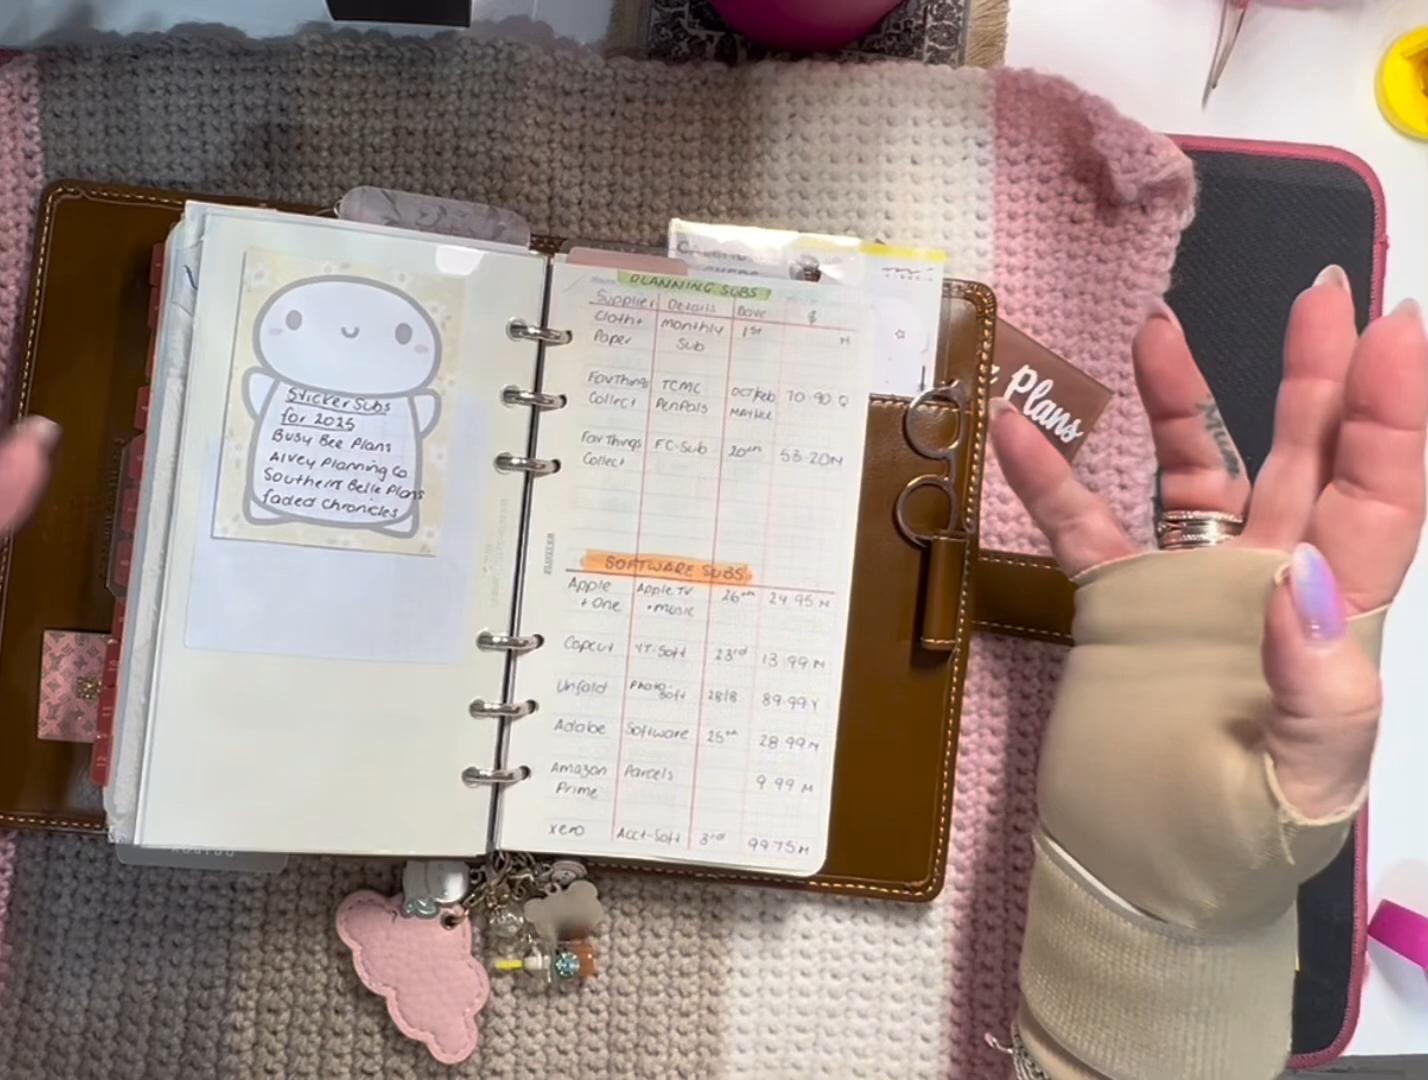 Sticker Subs
for 2025
Busy Bee Plans
Alvey Planning Co
Southern Belle Plans
faded chronicles
PLANNING SUBS
Supplier Details Date $
Cloth + Monthly 1st
Paper Sub M
Fav Things TCMC Oct/Feb 70.90 Q
Collect Penpals
Fav Things FC-Sub 20th 53.20 M
Collect
SOFTWARE SUBS
Apple Apple TV 26th 24.95 M
+ One + music
Capcut YT-Soft 23rd 13.99 M
Unfold Photo Soft 28/8 89.99 Y
Adobe Software 25th 28.99 M
Amazon Parcels 9.99 M
Prime
xero Acct-Soft 3rd 99.75 M
Plans